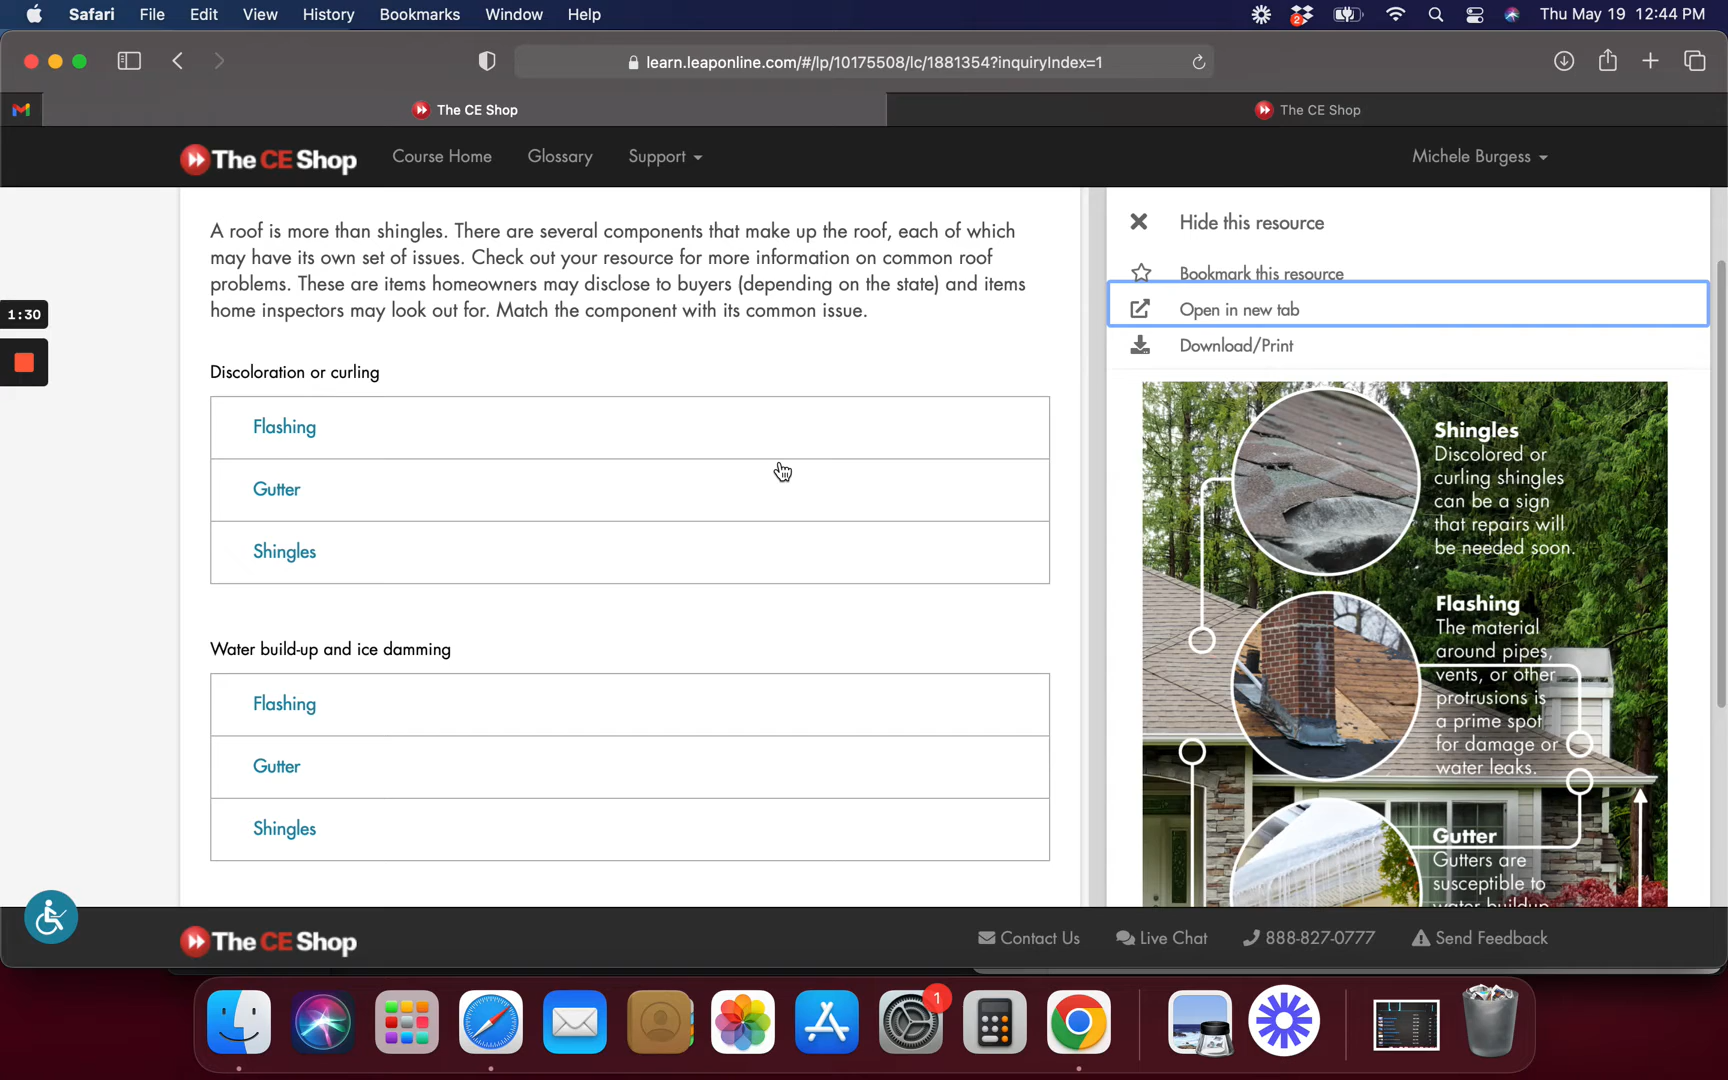 Safari File Edit View History Bookmarks Window Help
2
Thu May 19 12:44 PM
learn.leaponline.com/#/lp/10175508/lc/1881354?inquiryIndex=1
The CE Shop
The CE Shop
The CE Shop
Course Home Glossary Support
Michele Burgess
1:30
A roof is more than shingles. There are several components that make up the roof, each of which
may have its own set of issues. Check out your resource for more information on common roof
problems. These are items homeowners may disclose to buyers (depending on the state) and items
home inspectors may look out for. Match the component with its common issue.
Discoloration or curling
Flashing
Gutter
Shingles
Water build-up and ice damming
Flashing
Gutter
Shingles
Hide this resource
Bookmark this resource
Open in new tab
Download/Print
Shingles
Discolored or
curling shingles
can be a sign
that repairs will
be needed soon.
Flashing
The material
around pipes,
vents, or other
protrusions is
a prime spot
for damage or
water leaks.
Gutter
Gutters are
susceptible to
water buildup
The CE Shop
Contact Us Live Chat 888-827-0777 Send Feedback
1